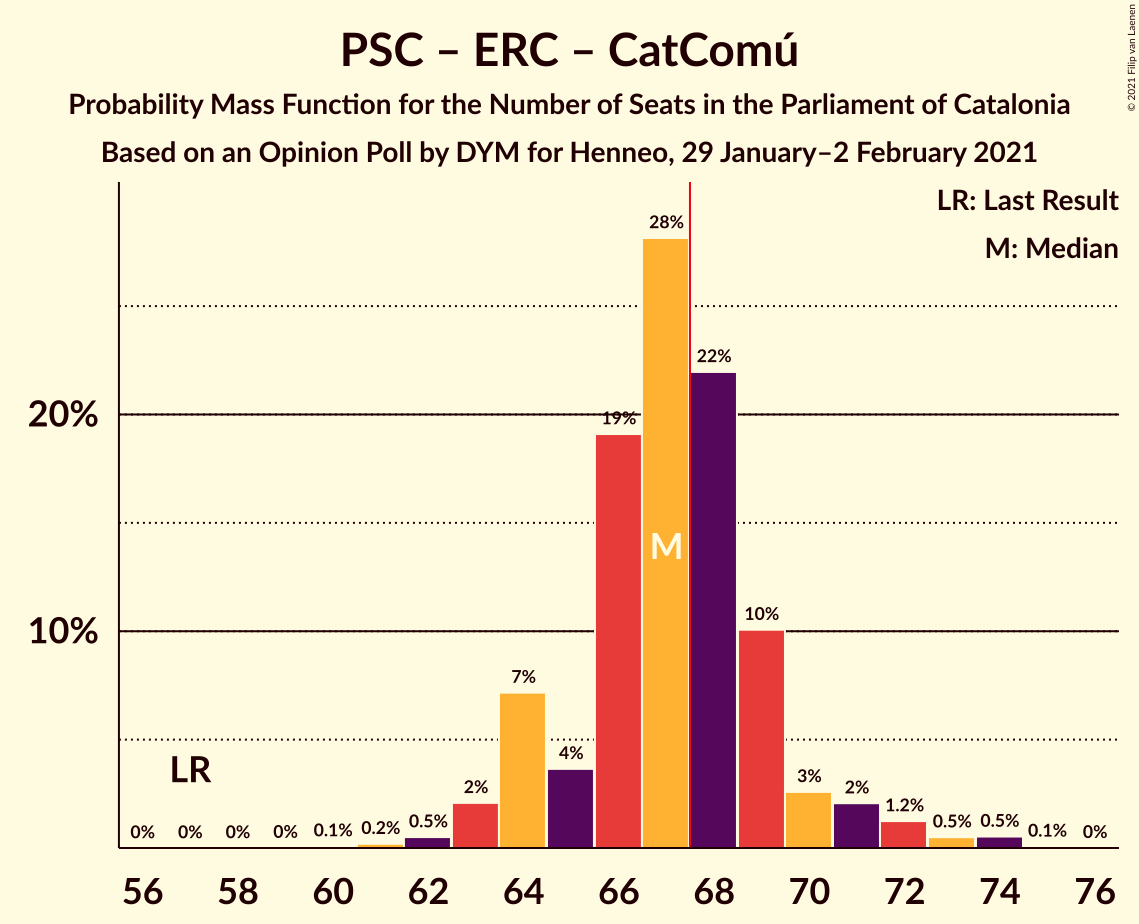 PSC – ERC – CatComú
Probability Mass Function for the Number of Seats in the Parliament of Catalonia
Based on an Opinion Poll by DYM for Henneo, 29 January–2 February 2021
© 2021 Filip van Laenen
LR: Last Result
M: Median
28%
22%
20%
19%
M
10%
10%
7%
4%
LR
2%
3%
2%
1.2%
0% 0% 0% 0% 0.1% 0.2% 0.5% 0.5% 0.5% 0.1% 0%
56 58 60 62 64 66 68 70 72 74 76